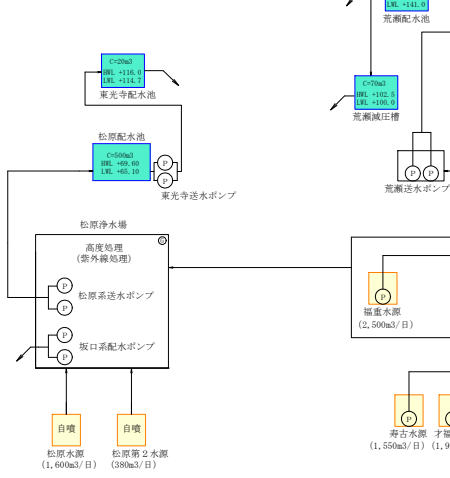 LWL +141.0
荒瀬配水池
C=20m3
HWL +116.0
LWL +114.7
東光寺配水池
C=70m3
HWL +102.5
LWL +100.0
荒瀬減圧槽
松原配水池
C=500m3
HWL +69.60
LWL +65.10
P
P
東光寺送水ポンプ
P
P
荒瀬送水ポンプ
松原浄水場
高度処理
(紫外線処理)
P
松原系送水ポンプ
P
P
坂口系配水ポンプ
P
P
福重水源
(2,500m3/日)
自噴
自噴
松原水源
(1,600m3/日)
松原第２水源
(380m3/日)
P
P
寿古水源
(1,550m3/日)
才福
(1,9